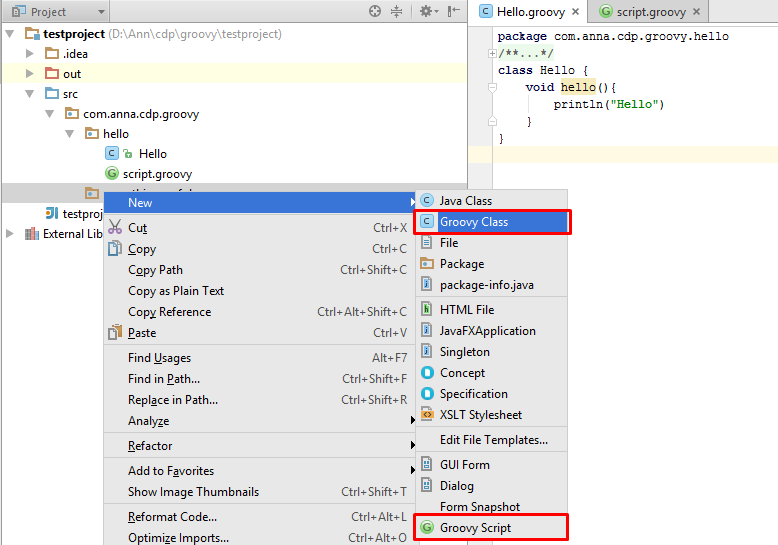 Project
testproject (D:\Ann\cdp\groovy\testproject)
.idea
out
src
com.anna.cdp.groovy
hello
Hello
script.groovy
testproj
External Lib
Hello.groovy
script.groovy
package com.anna.cdp.groovy.hello
/**...*/
class Hello {
void hello(){
println("Hello")
}
}
New
Cut Ctrl+X
Copy Ctrl+C
Copy Path Ctrl+Shift+C
Copy as Plain Text
Copy Reference Ctrl+Alt+Shift+C
Paste Ctrl+V
Find Usages Alt+F7
Find in Path... Ctrl+Shift+F
Replace in Path... Ctrl+Shift+R
Analyze
Refactor
Add to Favorites
Show Image Thumbnails Ctrl+Shift+T
Reformat Code... Ctrl+Alt+L
Optimize Imports... Ctrl+Alt+O
Java Class
Groovy Class
File
Package
package-info.java
HTML File
JavaFXApplication
Singleton
Concept
Specification
XSLT Stylesheet
Edit File Templates...
GUI Form
Dialog
Form Snapshot
Groovy Script